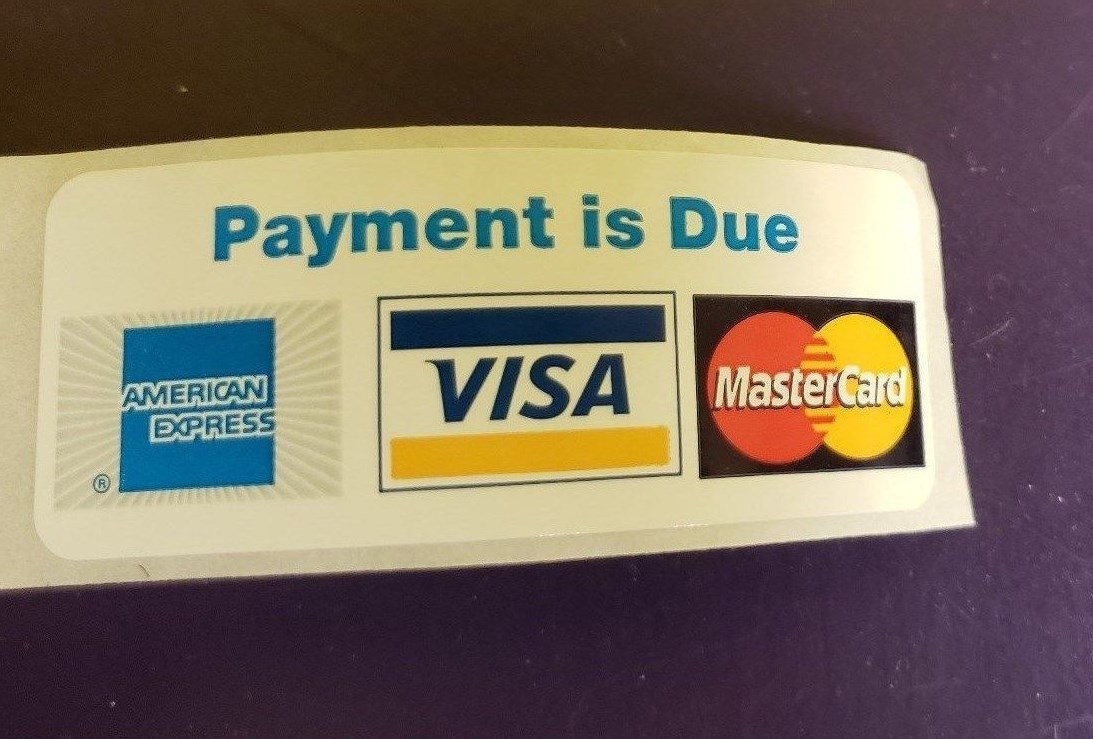 Payment is Due
AMERICAN
EXPRESS
®
VISA
MasterCard